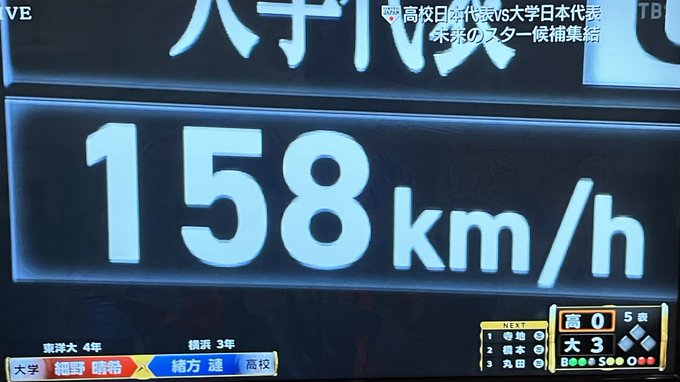 LIVE
JAPAN
高校日本代表vs大学日本代表
未来のスター候補集結
TBS
大学代表
158km/h
東洋大 4年
横浜 3年
大学 細野 晴希
緒方 漣 高校
NEXT
1 寺地
2 橋本
3 丸田
高 0
大 3
5表
B S O